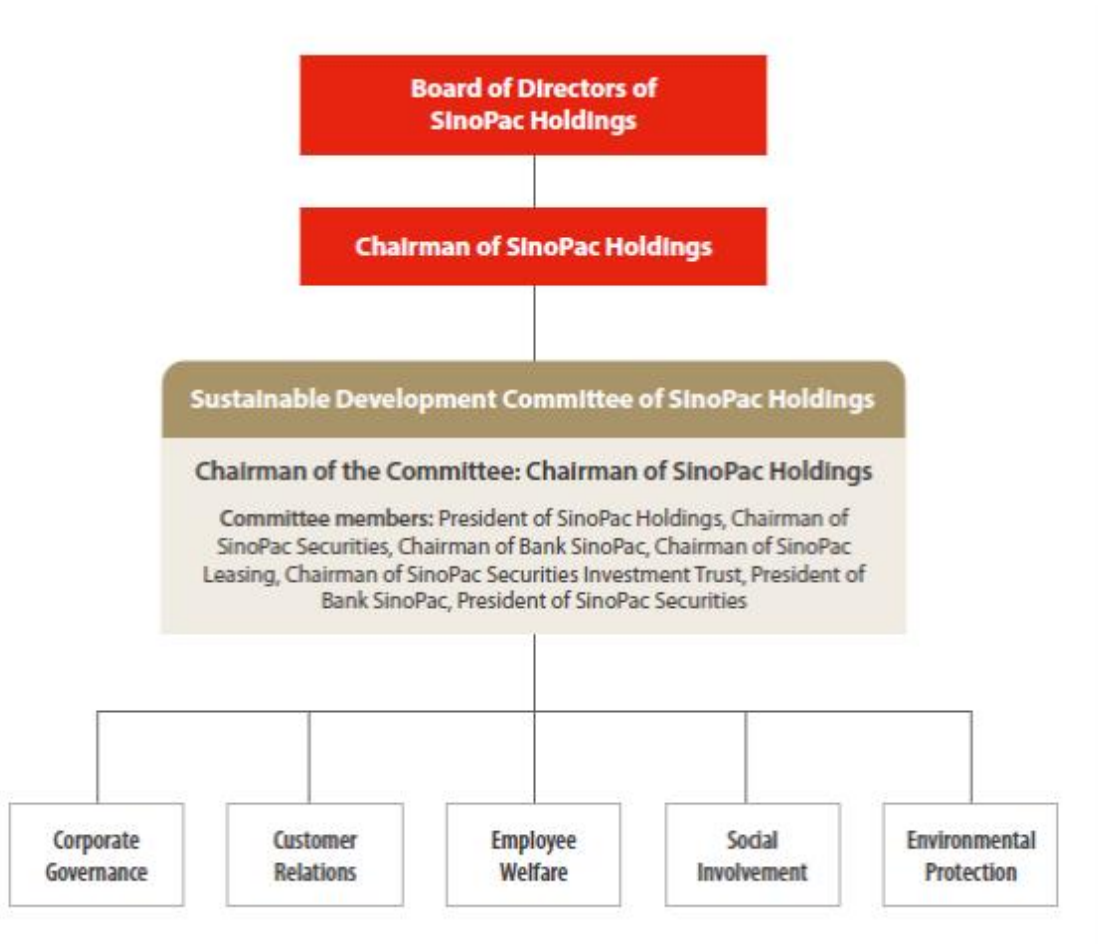 Board of Directors of
SinoPac Holdings
Chairman of SinoPac Holdings
Sustainable Development Committee of SinoPac Holdings
Chairman of the Committee: Chairman of SinoPac Holdings
Committee members: President of SinoPac Holdings, Chairman of
SinoPac Securities, Chairman of Bank SinoPac, Chairman of SinoPac
Leasing, Chairman of SinoPac Securities Investment Trust, President of
Bank SinoPac, President of SinoPac Securities
Corporate
Governance
Customer
Relations
Employee
Welfare
Social
Involvement
Environmental
Protection